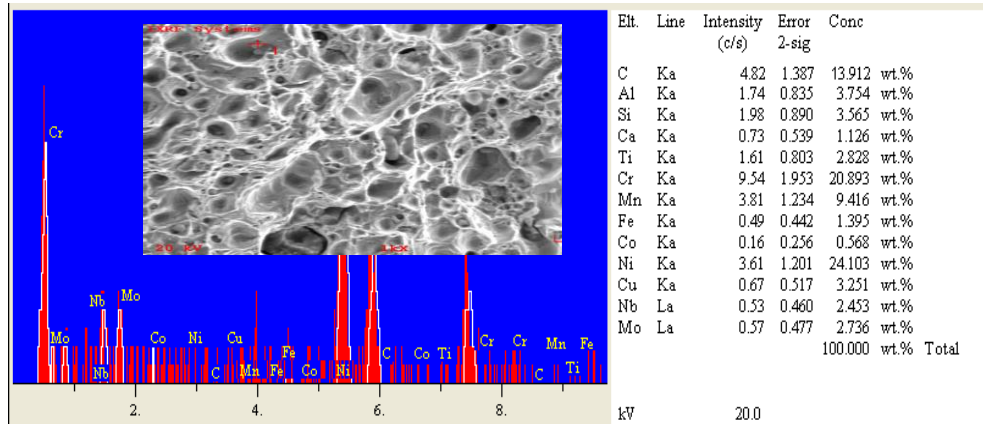 EXRF Systems
1
20 kV 1kx
Cr
Nb Mo
Mo Co Ni Cu Fe C Co Ti Cr Cr Mn Fe
Nb C Mn Fe Co Ni C Ti
2. 4. 6. 8.
Elt. Line Intensity Error Conc
(c/s) 2-sig
C Ka 4.82 1.387 13.912 wt.%
Al Ka 1.74 0.835 3.754 wt.%
Si Ka 1.98 0.890 3.565 wt.%
Ca Ka 0.73 0.539 1.126 wt.%
Ti Ka 1.61 0.803 2.828 wt.%
Cr Ka 9.54 1.953 20.893 wt.%
Mn Ka 3.81 1.234 9.416 wt.%
Fe Ka 0.49 0.442 1.395 wt.%
Co Ka 0.16 0.256 0.568 wt.%
Ni Ka 3.61 1.201 24.103 wt.%
Cu Ka 0.67 0.517 3.251 wt.%
Nb La 0.53 0.460 2.453 wt.%
Mo La 0.57 0.477 2.736 wt.%
100.000 wt.% Total
kV 20.0